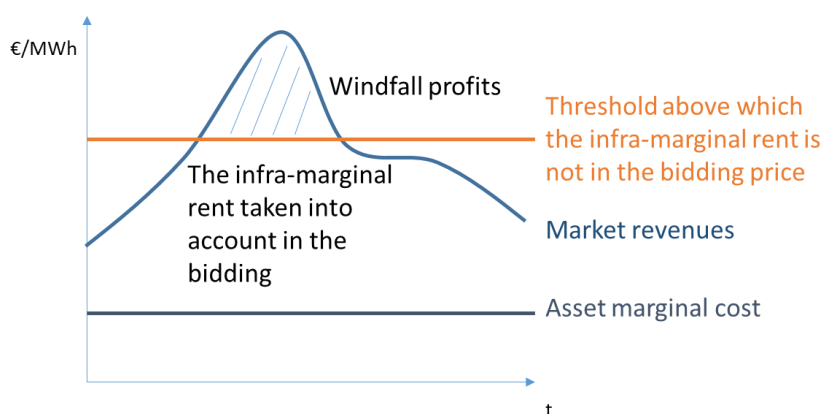 €/MWh
Windfall profits
Threshold above which
the infra-marginal rent is
not in the bidding price
The infra-marginal
rent taken into
account in the
bidding
Market revenues
Asset marginal cost
t